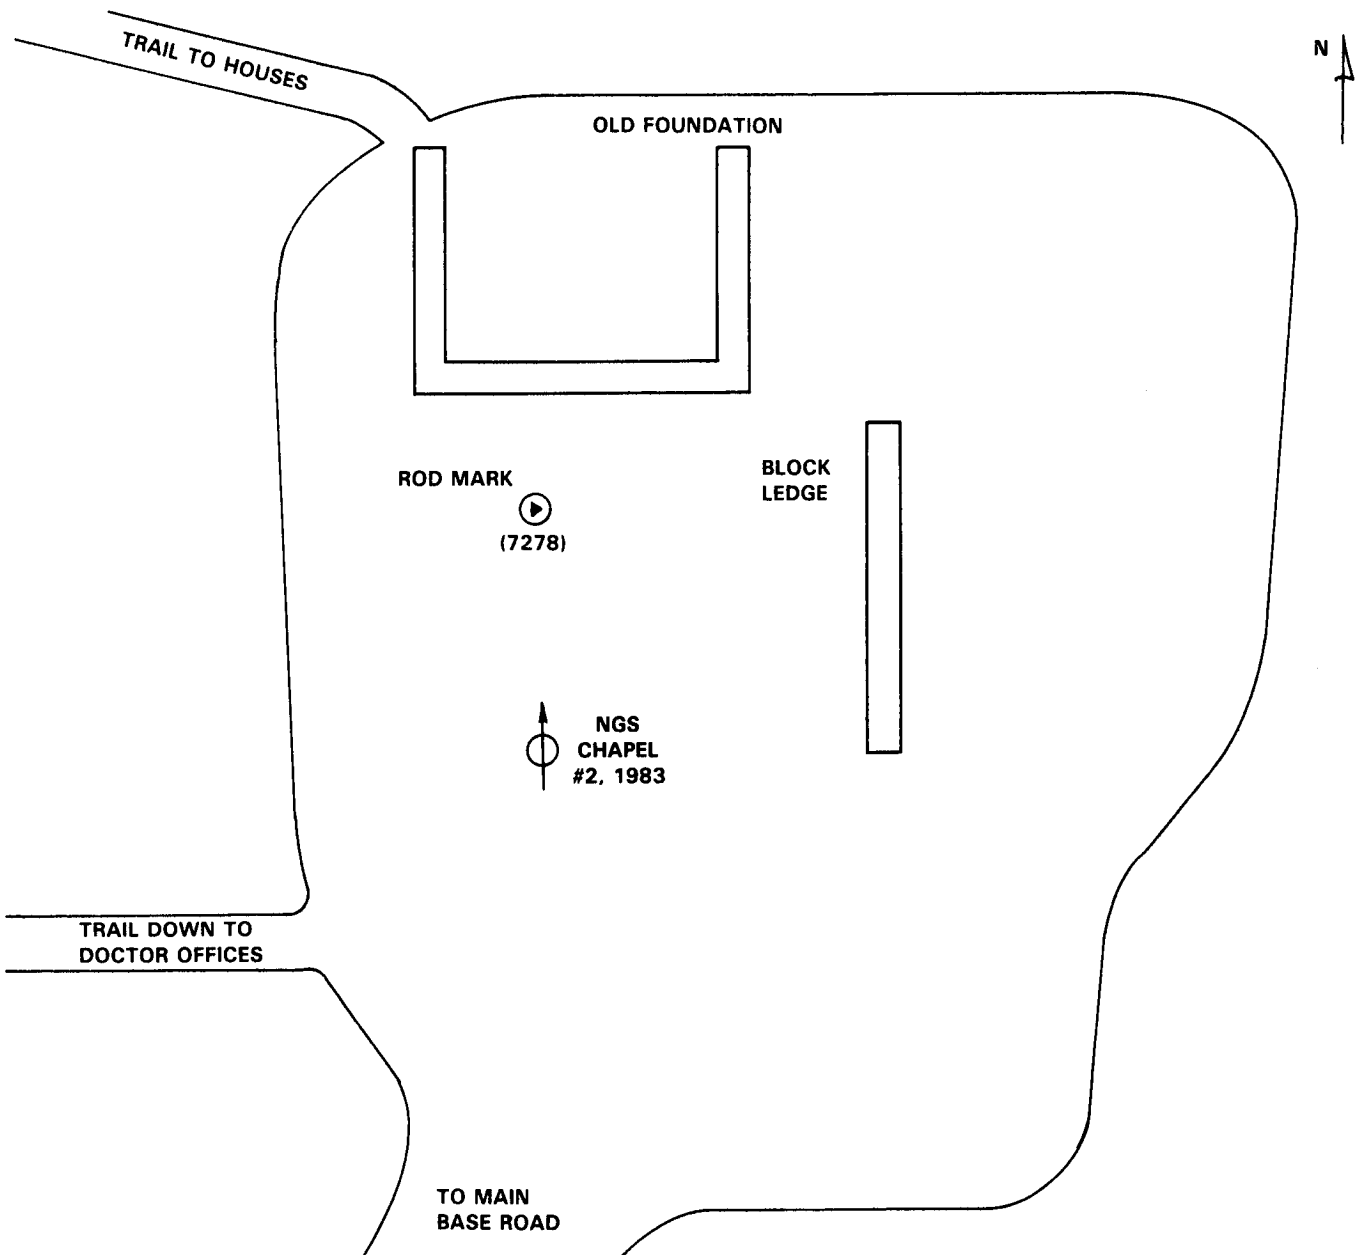 TRAIL TO HOUSES
N
OLD FOUNDATION
ROD MARK
(7278)
BLOCK
LEDGE
NGS
CHAPEL
#2, 1983
TRAIL DOWN TO
DOCTOR OFFICES
TO MAIN
BASE ROAD